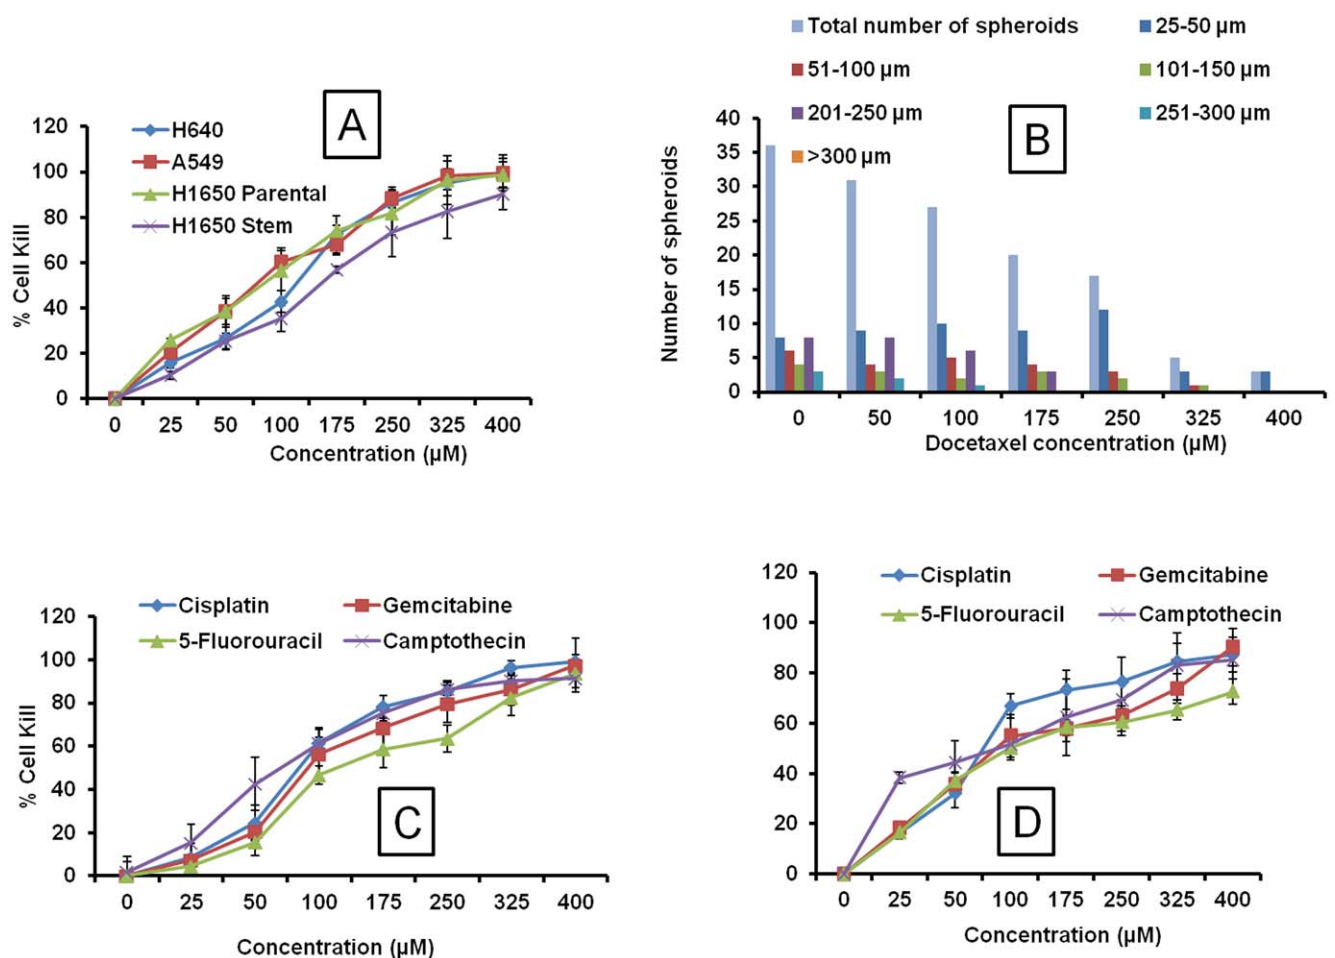 A
120
100
80
60
40
20
0
% Cell Kill
H640
A549
H1650 Parental
H1650 Stem
0 25 50 100 175 250 325 400
Concentration (µM)
Total number of spheroids 25-50 µm
51-100 µm 101-150 µm
201-250 µm 251-300 µm
>300 µm
B
40
35
30
25
20
15
10
5
0
Number of spheroids
0 50 100 175 250 325 400
Docetaxel concentration (µM)
Cisplatin Gemcitabine
5-Fluorouracil Camptothecin
120
100
80
60
40
20
0
% Cell Kill
C
0 25 50 100 175 250 325 400
Concentration (µM)
Cisplatin Gemcitabine
5-Fluorouracil Camptothecin
120
100
80
60
40
20
0
D
0 25 50 100 175 250 325 400
Concentration (µM)